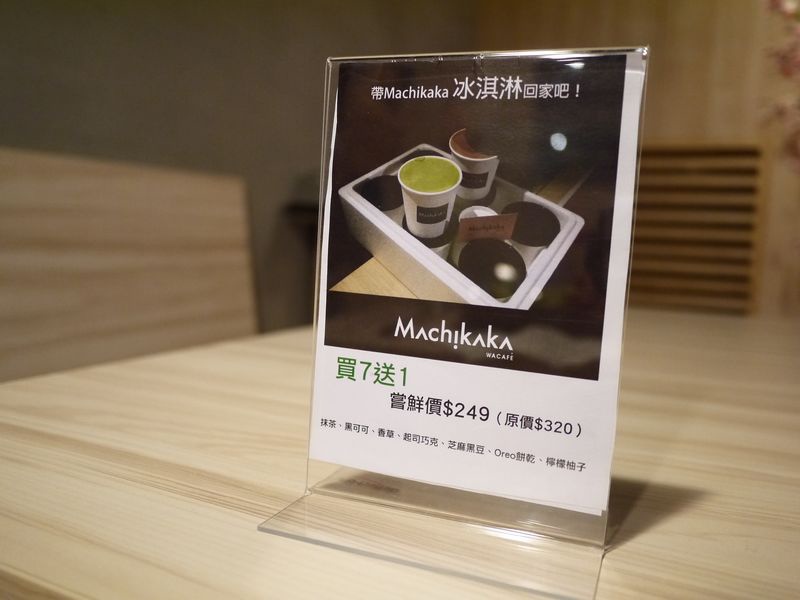 帶Machikaka 冰淇淋回家吧！
Machikaka
Machikaka
Machikaka
WACAFÉ
買7送1
嘗鮮價$249（原價$320）
抹茶、黑可可、香草、起司巧克、芝麻黑豆、Oreo餅乾、檸檬柚子